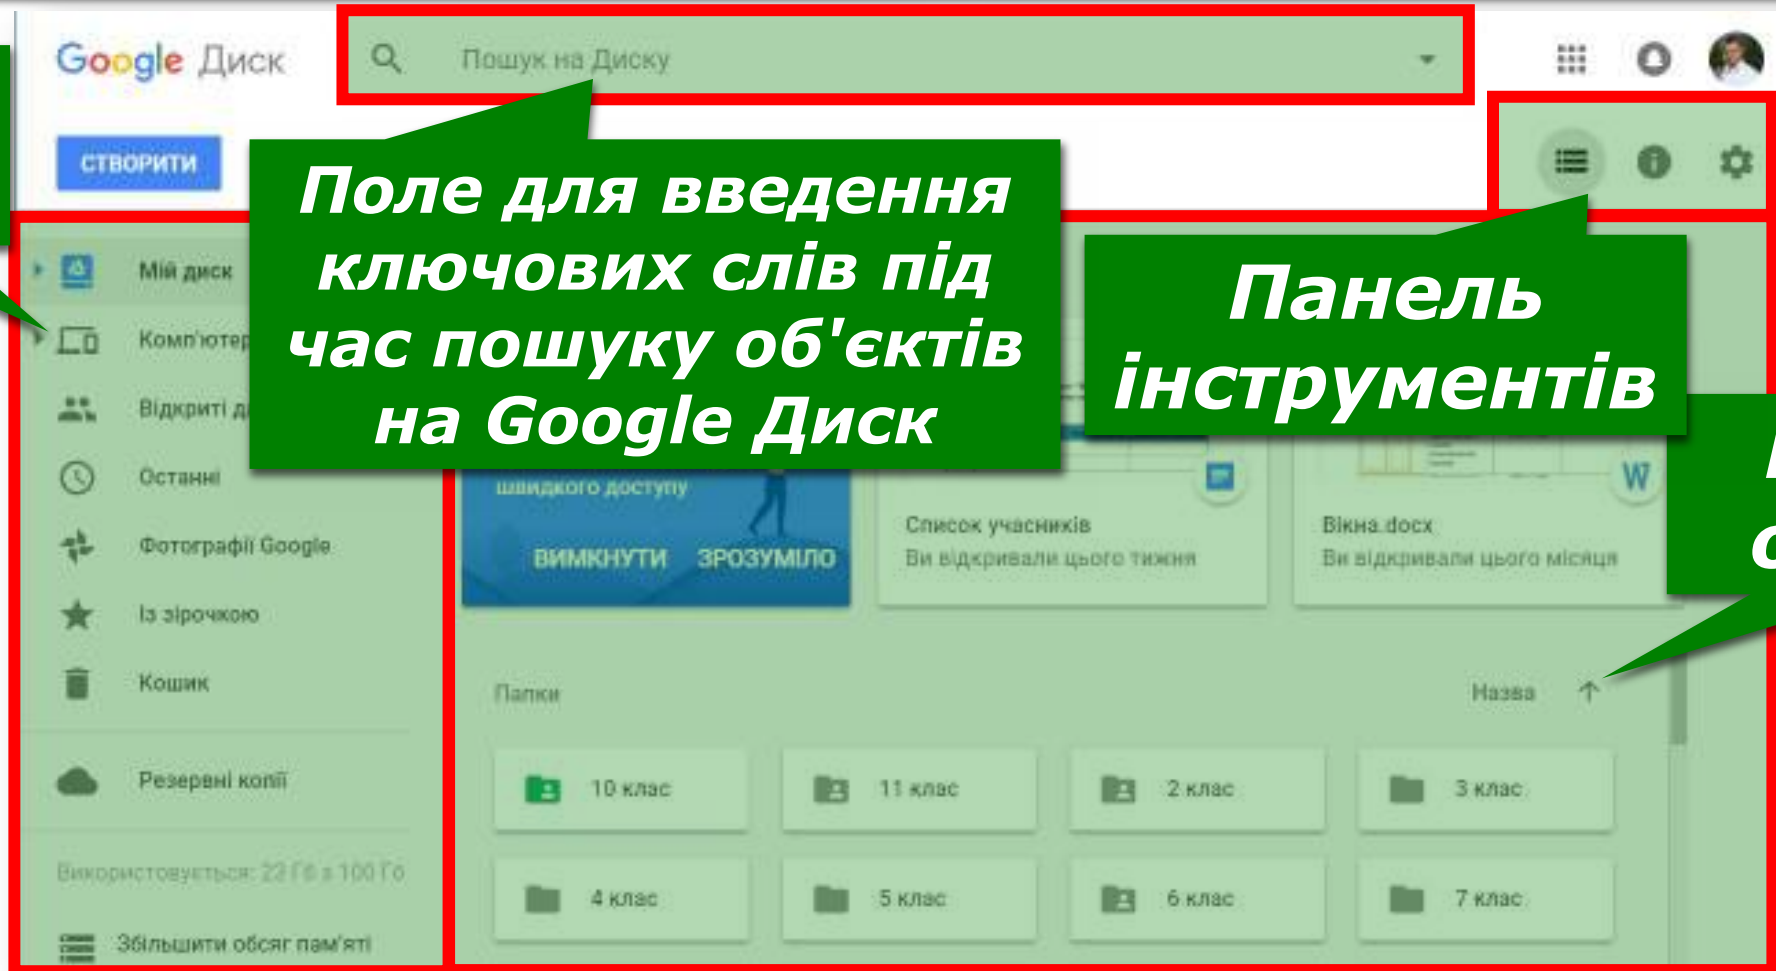 Google Диск
Пошук на Диску
СТВОРИТИ
Поле для введення
ключових слів під
час пошуку об'єктів
на Google Диск
Панель
інструментів
Мій диск
Комп'ютер
Відкриті д
Останні
Фотографії Google
Із зірочкою
Кошик
Резервні копії
Використовується: 22 Гб з 100 Гб
Збільшити обсяг пам'яті
швидкого доступу
ВИМКНУТИ ЗРОЗУМІЛО
Список учасників
Ви відкривали цього тижня
W
Вікна.docx
Ви відкривали цього місяця
Папки
Назва
10 клас
11 клас
2 клас
3 клас
4 клас
5 клас
6 клас
7 клас